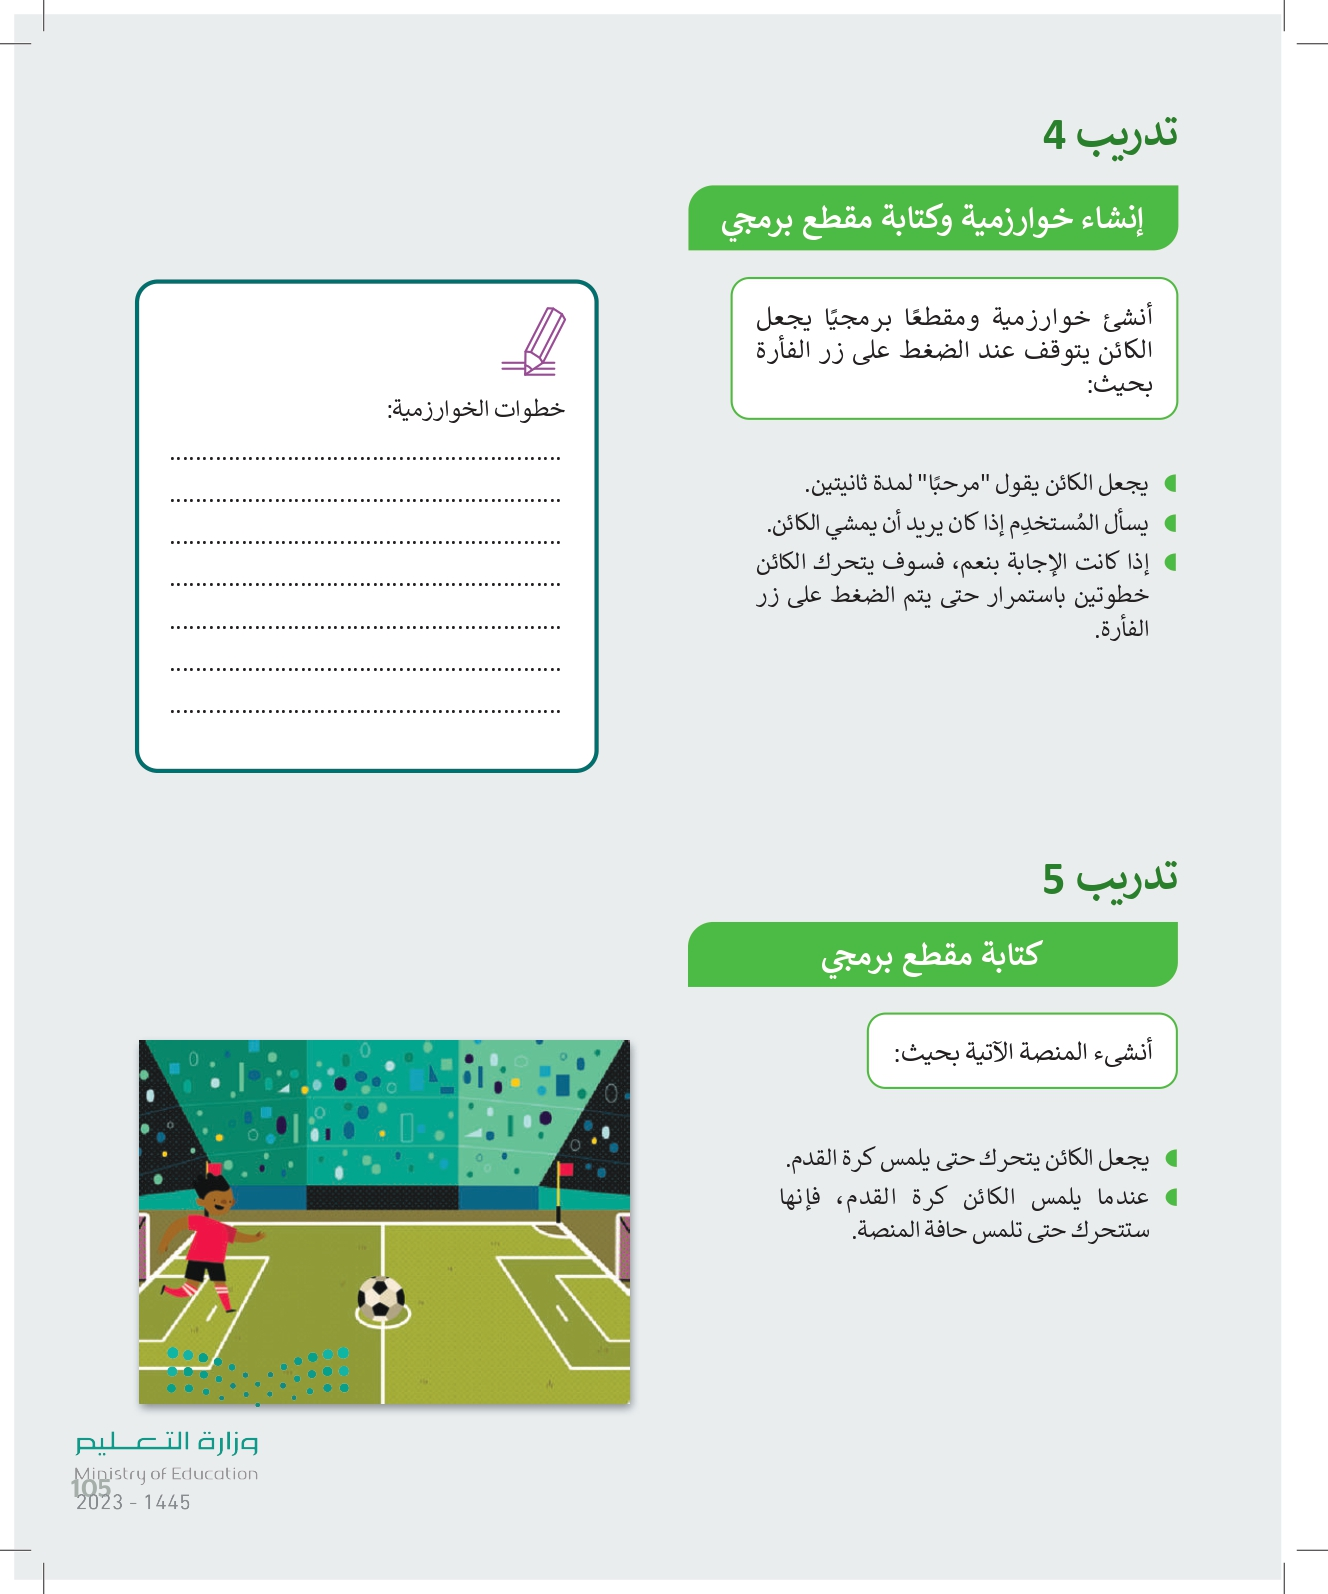 تدريب 4
إنشاء خوارزمية وكتابة مقطع برمجي
أنشئ خوارزمية ومقطعًا برمجيًا يجعل
الكائن يتوقف عند الضغط على زر الفأرة
بحيث:
يجعل الكائن يقول "مرحبًا" لمدة ثانيتين.
يسأل المُستخدِم إذا كان يريد أن يمشي الكائن.
إذا كانت الإجابة بنعم، فسوف يتحرك الكائن
خطوتين باستمرار حتى يتم الضغط على زر
الفأرة.
خطوات الخوارزمية:
تدريب 5
كتابة مقطع برمجي
أنشىء المنصة الآتية بحيث:
يجعل الكائن يتحرك حتى يلمس كرة القدم.
عندما يلمس الكائن كرة القدم، فإنها
ستتحرك حتى تلمس حافة المنصة.
وزارة التعليم
Ministry of Education
105
2023 - 1445